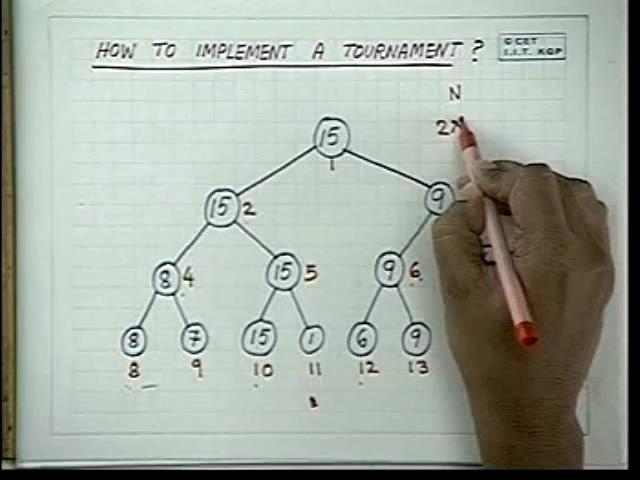 HOW TO IMPLEMENT A TOURNAMENT ?
© CET
I.I.T. KGP
N
2N
15
1
15 2 9
8 4 15 5 9 6
8 7 15 1 6 9
8 9 10 11 12 13